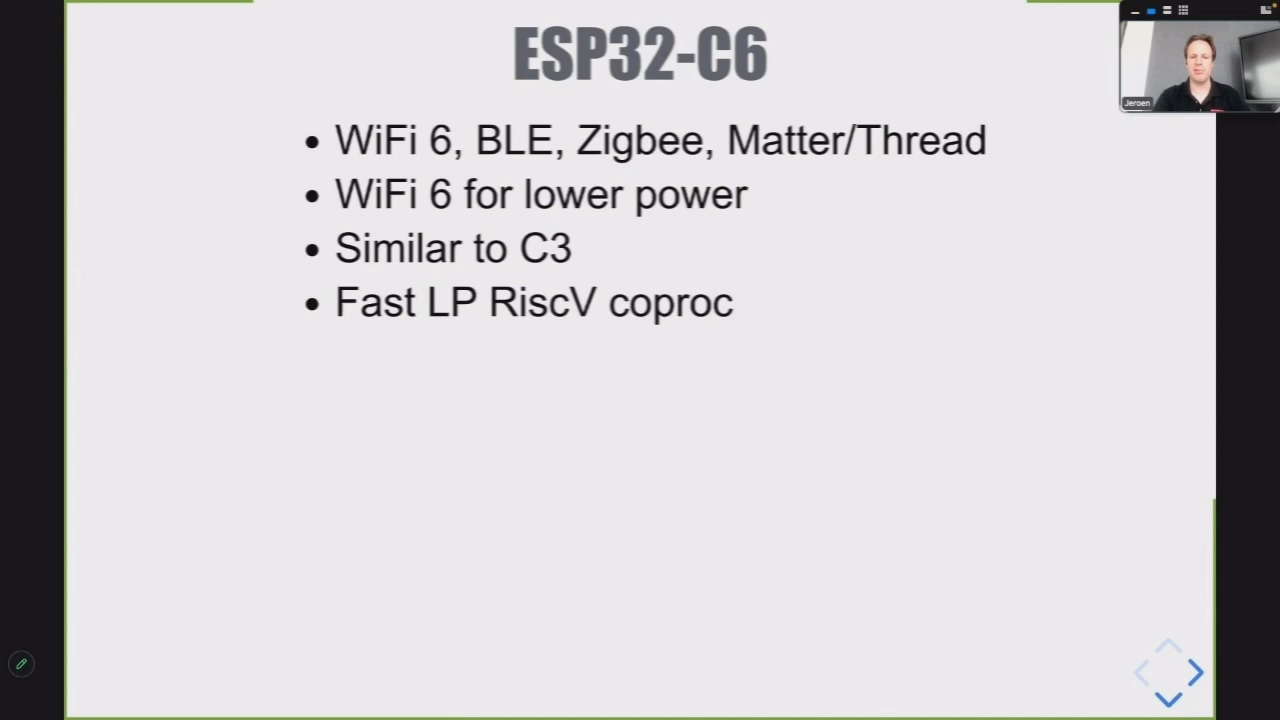 ESP32-C6
WiFi 6, BLE, Zigbee, Matter/Thread
WiFi 6 for lower power
Similar to C3
Fast LP RiscV coproc
Jeroen